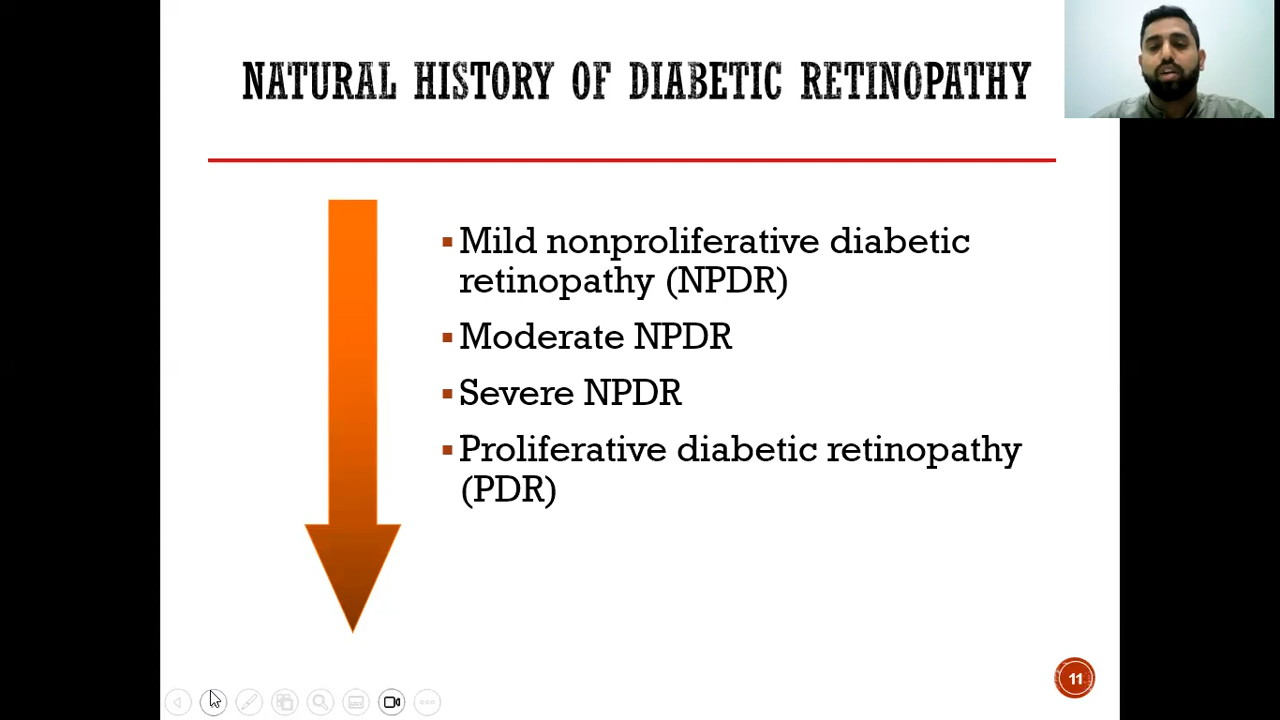 NATURAL HISTORY OF DIABETIC RETINOPATHY
▪Mild nonproliferative diabetic
retinopathy (NPDR)
▪Moderate NPDR
▪Severe NPDR
▪Proliferative diabetic retinopathy
(PDR)
11